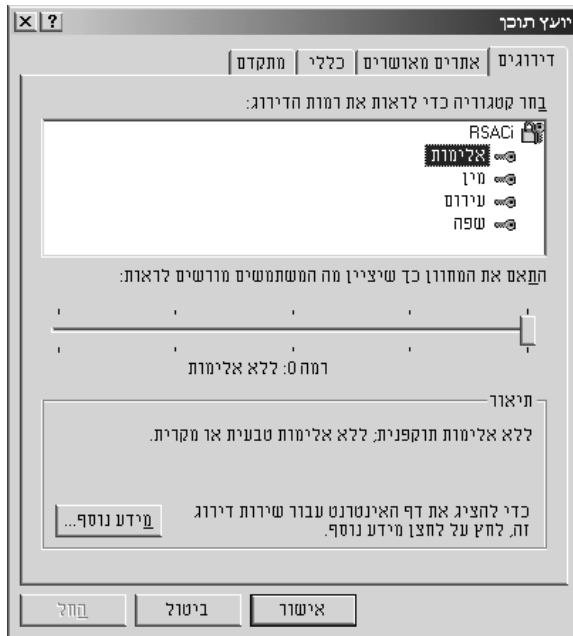 יועץ תוכן
דירוגים אתרים מאושרים כללי מתקדם
בחר קטגוריה כדי לראות את רמות הדירוג:
RSACi
אלימות
מין
עירום
שפה
התאם את המחוון כך שיציין מה המשתמשים מורשים לראות:
רמה 0: ללא אלימות
תיאור
ללא אלימות תוקפנית; ללא אלימות טבעית או מקרית.
כדי להציג את דף האינטרנט עבור שירות דירוג
זה, לחץ על לחצן מידע נוסף.
מידע נוסף...
אישור ביטול החל